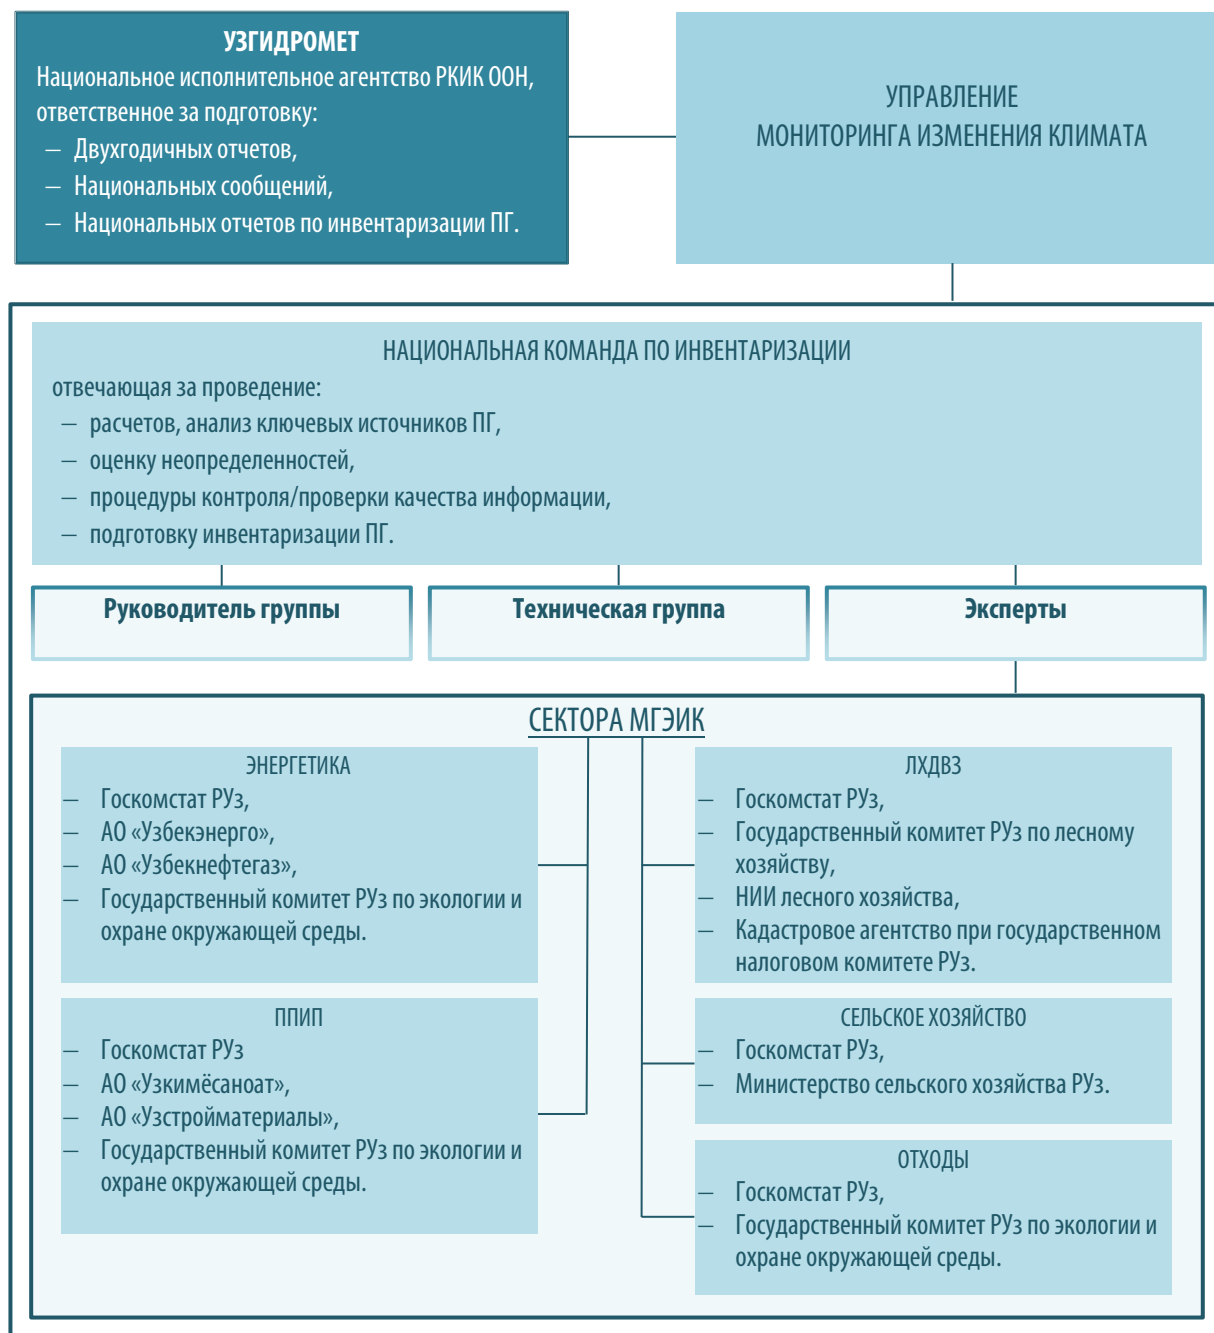 УЗГИДРОМЕТ
Национальное исполнительное агентство РКИК ООН,
ответственное за подготовку:
— Двухгодичных отчетов,
— Национальных сообщений,
— Национальных отчетов по инвентаризации ПГ.
УПРАВЛЕНИЕ
МОНИТОРИНГА ИЗМЕНЕНИЯ КЛИМАТА
НАЦИОНАЛЬНАЯ КОМАНДА ПО ИНВЕНТАРИЗАЦИИ
отвечающая за проведение:
— расчетов, анализ ключевых источников ПГ,
— оценку неопределенностей,
— процедуры контроля/проверки качества информации,
— подготовку инвентаризации ПГ.
Руководитель группы
Техническая группа
Эксперты
СЕКТОРА МГЭИК
ЭНЕРГЕТИКА
— Госкомстат РУз,
— АО «Узбекэнерго»,
— АО «Узбекнефтегаз»,
— Государственный комитет РУз по экологии и
охране окружающей среды.
ППИП
— Госкомстат РУз
— АО «Узкимёсаноат»,
— АО «Узстройматериалы»,
— Государственный комитет РУз по экологии и
охране окружающей среды.
ЛХДВЗ
— Госкомстат РУз,
— Государственный комитет РУз по лесному
хозяйству,
— НИИ лесного хозяйства,
— Кадастровое агентство при государственном
налоговом комитете РУз.
СЕЛЬСКОЕ ХОЗЯЙСТВО
— Госкомстат РУз,
— Министерство сельского хозяйства РУз.
ОТХОДЫ
— Госкомстат РУз,
— Государственный комитет РУз по экологии и
охране окружающей среды.